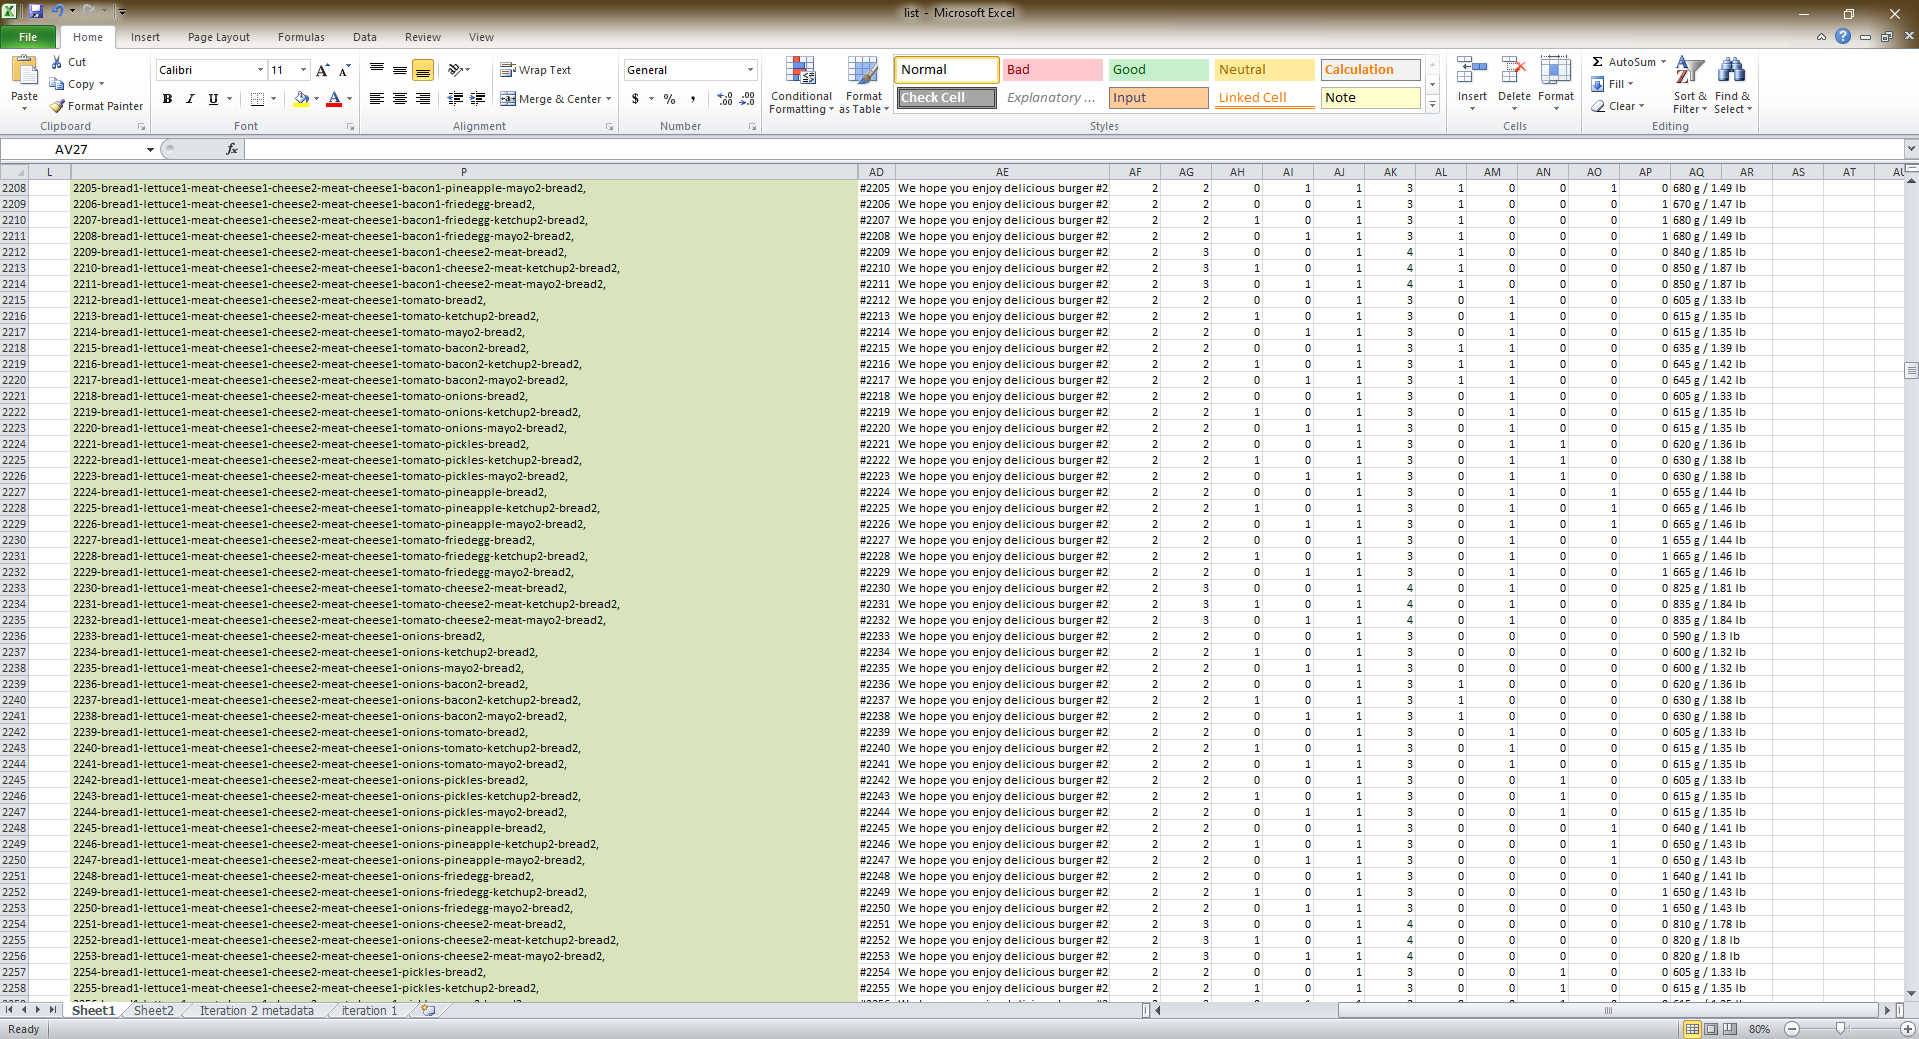 list - Microsoft Excel
File Home Insert Page Layout Formulas Data Review View
Paste Cut Copy Format Painter Clipboard
Calibri 11 B I U Font
Wrap Text Merge & Center Alignment
General $ % , Number
Conditional Formatting Format as Table
Normal Bad Good Neutral Calculation
Check Cell Explanatory ... Input Linked Cell Note
Styles
Insert Delete Format Cells
Σ AutoSum Fill Clear Sort & Filter Find & Select Editing
AV27 fx
L P AD AE AF AG AH AI AJ AK AL AM AN AO AP AQ AR AS AT
2208 2205-bread1-lettuce1-meat-cheese1-cheese2-meat-cheese1-bacon1-pineapple-mayo2-bread2, #2205 We hope you enjoy delicious burger #2 2 2 0 1 1 3 1 0 0 1 0 680 g / 1.49 lb
2209 2206-bread1-lettuce1-meat-cheese1-cheese2-meat-cheese1-bacon1-friedegg-bread2, #2206 We hope you enjoy delicious burger #2 2 2 0 0 1 3 1 0 0 0 1 670 g / 1.47 lb
2210 2207-bread1-lettuce1-meat-cheese1-cheese2-meat-cheese1-bacon1-friedegg-ketchup2-bread2, #2207 We hope you enjoy delicious burger #2 2 2 1 0 1 3 1 0 0 0 1 680 g / 1.49 lb
2211 2208-bread1-lettuce1-meat-cheese1-cheese2-meat-cheese1-bacon1-friedegg-mayo2-bread2, #2208 We hope you enjoy delicious burger #2 2 2 0 1 1 3 1 0 0 0 1 680 g / 1.49 lb
2212 2209-bread1-lettuce1-meat-cheese1-cheese2-meat-cheese1-bacon1-cheese2-meat-bread2, #2209 We hope you enjoy delicious burger #2 2 3 0 0 1 4 1 0 0 0 0 840 g / 1.85 lb
2213 2210-bread1-lettuce1-meat-cheese1-cheese2-meat-cheese1-bacon1-cheese2-meat-ketchup2-bread2, #2210 We hope you enjoy delicious burger #2 2 3 1 0 1 4 1 0 0 0 0 850 g / 1.87 lb
2214 2211-bread1-lettuce1-meat-cheese1-cheese2-meat-cheese1-bacon1-cheese2-meat-mayo2-bread2, #2211 We hope you enjoy delicious burger #2 2 3 0 1 1 4 1 0 0 0 0 850 g / 1.87 lb
2215 2212-bread1-lettuce1-meat-cheese1-cheese2-meat-cheese1-tomato-bread2, #2212 We hope you enjoy delicious burger #2 2 2 0 0 1 3 0 1 0 0 0 605 g / 1.33 lb
2216 2213-bread1-lettuce1-meat-cheese1-cheese2-meat-cheese1-tomato-ketchup2-bread2, #2213 We hope you enjoy delicious burger #2 2 2 1 0 1 3 0 1 0 0 0 615 g / 1.35 lb
2217 2214-bread1-lettuce1-meat-cheese1-cheese2-meat-cheese1-tomato-mayo2-bread2, #2214 We hope you enjoy delicious burger #2 2 2 0 1 1 3 0 1 0 0 0 615 g / 1.35 lb
2218 2215-bread1-lettuce1-meat-cheese1-cheese2-meat-cheese1-tomato-bacon2-bread2, #2215 We hope you enjoy delicious burger #2 2 2 0 0 1 3 1 1 0 0 0 635 g / 1.39 lb
2219 2216-bread1-lettuce1-meat-cheese1-cheese2-meat-cheese1-tomato-bacon2-ketchup2-bread2, #2216 We hope you enjoy delicious burger #2 2 2 1 0 1 3 1 1 0 0 0 645 g / 1.42 lb
2220 2217-bread1-lettuce1-meat-cheese1-cheese2-meat-cheese1-tomato-bacon2-mayo2-bread2, #2217 We hope you enjoy delicious burger #2 2 2 0 1 1 3 1 1 0 0 0 645 g / 1.42 lb
2221 2218-bread1-lettuce1-meat-cheese1-cheese2-meat-cheese1-tomato-onions-bread2, #2218 We hope you enjoy delicious burger #2 2 2 0 0 1 3 0 1 0 0 0 605 g / 1.33 lb
2222 2219-bread1-lettuce1-meat-cheese1-cheese2-meat-cheese1-tomato-onions-ketchup2-bread2, #2219 We hope you enjoy delicious burger #2 2 2 1 0 1 3 0 1 0 0 0 615 g / 1.35 lb
2223 2220-bread1-lettuce1-meat-cheese1-cheese2-meat-cheese1-tomato-onions-mayo2-bread2, #2220 We hope you enjoy delicious burger #2 2 2 0 1 1 3 0 1 0 0 0 615 g / 1.35 lb
2224 2221-bread1-lettuce1-meat-cheese1-cheese2-meat-cheese1-tomato-pickles-bread2, #2221 We hope you enjoy delicious burger #2 2 2 0 0 1 3 0 1 1 0 0 620 g / 1.36 lb
2225 2222-bread1-lettuce1-meat-cheese1-cheese2-meat-cheese1-tomato-pickles-ketchup2-bread2, #2222 We hope you enjoy delicious burger #2 2 2 1 0 1 3 0 1 1 0 0 630 g / 1.38 lb
2226 2223-bread1-lettuce1-meat-cheese1-cheese2-meat-cheese1-tomato-pickles-mayo2-bread2, #2223 We hope you enjoy delicious burger #2 2 2 0 1 1 3 0 1 1 0 0 630 g / 1.38 lb
2227 2224-bread1-lettuce1-meat-cheese1-cheese2-meat-cheese1-tomato-pineapple-bread2, #2224 We hope you enjoy delicious burger #2 2 2 0 0 1 3 0 1 0 1 0 655 g / 1.44 lb
2228 2225-bread1-lettuce1-meat-cheese1-cheese2-meat-cheese1-tomato-pineapple-ketchup2-bread2, #2225 We hope you enjoy delicious burger #2 2 2 1 0 1 3 0 1 0 1 0 665 g / 1.46 lb
2229 2226-bread1-lettuce1-meat-cheese1-cheese2-meat-cheese1-tomato-pineapple-mayo2-bread2, #2226 We hope you enjoy delicious burger #2 2 2 0 1 1 3 0 1 0 1 0 665 g / 1.46 lb
2230 2227-bread1-lettuce1-meat-cheese1-cheese2-meat-cheese1-tomato-friedegg-bread2, #2227 We hope you enjoy delicious burger #2 2 2 0 0 1 3 0 1 0 0 1 655 g / 1.44 lb
2231 2228-bread1-lettuce1-meat-cheese1-cheese2-meat-cheese1-tomato-friedegg-ketchup2-bread2, #2228 We hope you enjoy delicious burger #2 2 2 1 0 1 3 0 1 0 0 1 665 g / 1.46 lb
2232 2229-bread1-lettuce1-meat-cheese1-cheese2-meat-cheese1-tomato-friedegg-mayo2-bread2, #2229 We hope you enjoy delicious burger #2 2 2 0 1 1 3 0 1 0 0 1 665 g / 1.46 lb
2233 2230-bread1-lettuce1-meat-cheese1-cheese2-meat-cheese1-tomato-cheese2-meat-bread2, #2230 We hope you enjoy delicious burger #2 2 3 0 0 1 4 0 1 0 0 0 825 g / 1.81 lb
2234 2231-bread1-lettuce1-meat-cheese1-cheese2-meat-cheese1-tomato-cheese2-meat-ketchup2-bread2, #2231 We hope you enjoy delicious burger #2 2 3 1 0 1 4 0 1 0 0 0 835 g / 1.84 lb
2235 2232-bread1-lettuce1-meat-cheese1-cheese2-meat-cheese1-tomato-cheese2-meat-mayo2-bread2, #2232 We hope you enjoy delicious burger #2 2 3 0 1 1 4 0 1 0 0 0 835 g / 1.84 lb
2236 2233-bread1-lettuce1-meat-cheese1-cheese2-meat-cheese1-onions-bread2, #2233 We hope you enjoy delicious burger #2 2 2 0 0 1 3 0 0 0 0 0 590 g / 1.3 lb
2237 2234-bread1-lettuce1-meat-cheese1-cheese2-meat-cheese1-onions-ketchup2-bread2, #2234 We hope you enjoy delicious burger #2 2 2 1 0 1 3 0 0 0 0 0 600 g / 1.32 lb
2238 2235-bread1-lettuce1-meat-cheese1-cheese2-meat-cheese1-onions-mayo2-bread2, #2235 We hope you enjoy delicious burger #2 2 2 0 1 1 3 0 0 0 0 0 600 g / 1.32 lb
2239 2236-bread1-lettuce1-meat-cheese1-cheese2-meat-cheese1-onions-bacon2-bread2, #2236 We hope you enjoy delicious burger #2 2 2 0 0 1 3 1 0 0 0 0 620 g / 1.36 lb
2240 2237-bread1-lettuce1-meat-cheese1-cheese2-meat-cheese1-onions-bacon2-ketchup2-bread2, #2237 We hope you enjoy delicious burger #2 2 2 1 0 1 3 1 0 0 0 0 630 g / 1.38 lb
2241 2238-bread1-lettuce1-meat-cheese1-cheese2-meat-cheese1-onions-bacon2-mayo2-bread2, #2238 We hope you enjoy delicious burger #2 2 2 0 1 1 3 1 0 0 0 0 630 g / 1.38 lb
2242 2239-bread1-lettuce1-meat-cheese1-cheese2-meat-cheese1-onions-tomato-bread2, #2239 We hope you enjoy delicious burger #2 2 2 0 0 1 3 0 1 0 0 0 605 g / 1.33 lb
2243 2240-bread1-lettuce1-meat-cheese1-cheese2-meat-cheese1-onions-tomato-ketchup2-bread2, #2240 We hope you enjoy delicious burger #2 2 2 1 0 1 3 0 1 0 0 0 615 g / 1.35 lb
2244 2241-bread1-lettuce1-meat-cheese1-cheese2-meat-cheese1-onions-tomato-mayo2-bread2, #2241 We hope you enjoy delicious burger #2 2 2 0 1 1 3 0 1 0 0 0 615 g / 1.35 lb
2245 2242-bread1-lettuce1-meat-cheese1-cheese2-meat-cheese1-onions-pickles-bread2, #2242 We hope you enjoy delicious burger #2 2 2 0 0 1 3 0 0 1 0 0 605 g / 1.33 lb
2246 2243-bread1-lettuce1-meat-cheese1-cheese2-meat-cheese1-onions-pickles-ketchup2-bread2, #2243 We hope you enjoy delicious burger #2 2 2 1 0 1 3 0 0 1 0 0 615 g / 1.35 lb
2247 2244-bread1-lettuce1-meat-cheese1-cheese2-meat-cheese1-onions-pickles-mayo2-bread2, #2244 We hope you enjoy delicious burger #2 2 2 0 1 1 3 0 0 1 0 0 615 g / 1.35 lb
2248 2245-bread1-lettuce1-meat-cheese1-cheese2-meat-cheese1-onions-pineapple-bread2, #2245 We hope you enjoy delicious burger #2 2 2 0 0 1 3 0 0 0 1 0 640 g / 1.41 lb
2249 2246-bread1-lettuce1-meat-cheese1-cheese2-meat-cheese1-onions-pineapple-ketchup2-bread2, #2246 We hope you enjoy delicious burger #2 2 2 1 0 1 3 0 0 0 1 0 650 g / 1.43 lb
2250 2247-bread1-lettuce1-meat-cheese1-cheese2-meat-cheese1-onions-pineapple-mayo2-bread2, #2247 We hope you enjoy delicious burger #2 2 2 0 1 1 3 0 0 0 1 0 650 g / 1.43 lb
2251 2248-bread1-lettuce1-meat-cheese1-cheese2-meat-cheese1-onions-friedegg-bread2, #2248 We hope you enjoy delicious burger #2 2 2 0 0 1 3 0 0 0 0 1 640 g / 1.41 lb
2252 2249-bread1-lettuce1-meat-cheese1-cheese2-meat-cheese1-onions-friedegg-ketchup2-bread2, #2249 We hope you enjoy delicious burger #2 2 2 1 0 1 3 0 0 0 0 1 650 g / 1.43 lb
2253 2250-bread1-lettuce1-meat-cheese1-cheese2-meat-cheese1-onions-friedegg-mayo2-bread2, #2250 We hope you enjoy delicious burger #2 2 2 0 1 1 3 0 0 0 0 1 650 g / 1.43 lb
2254 2251-bread1-lettuce1-meat-cheese1-cheese2-meat-cheese1-onions-cheese2-meat-bread2, #2251 We hope you enjoy delicious burger #2 2 3 0 0 1 4 0 0 0 0 0 810 g / 1.78 lb
2255 2252-bread1-lettuce1-meat-cheese1-cheese2-meat-cheese1-onions-cheese2-meat-ketchup2-bread2, #2252 We hope you enjoy delicious burger #2 2 3 1 0 1 4 0 0 0 0 0 820 g / 1.8 lb
2256 2253-bread1-lettuce1-meat-cheese1-cheese2-meat-cheese1-onions-cheese2-meat-mayo2-bread2, #2253 We hope you enjoy delicious burger #2 2 3 0 1 1 4 0 0 0 0 0 820 g / 1.8 lb
2257 2254-bread1-lettuce1-meat-cheese1-cheese2-meat-cheese1-pickles-bread2, #2254 We hope you enjoy delicious burger #2 2 2 0 0 1 3 0 0 1 0 0 605 g / 1.33 lb
2258 2255-bread1-lettuce1-meat-cheese1-cheese2-meat-cheese1-pickles-ketchup2-bread2, #2255 We hope you enjoy delicious burger #2 2 2 1 0 1 3 0 0 1 0 0 615 g / 1.35 lb
Sheet1 Sheet2 Iteration 2 metadata iteration 1
Ready 80%